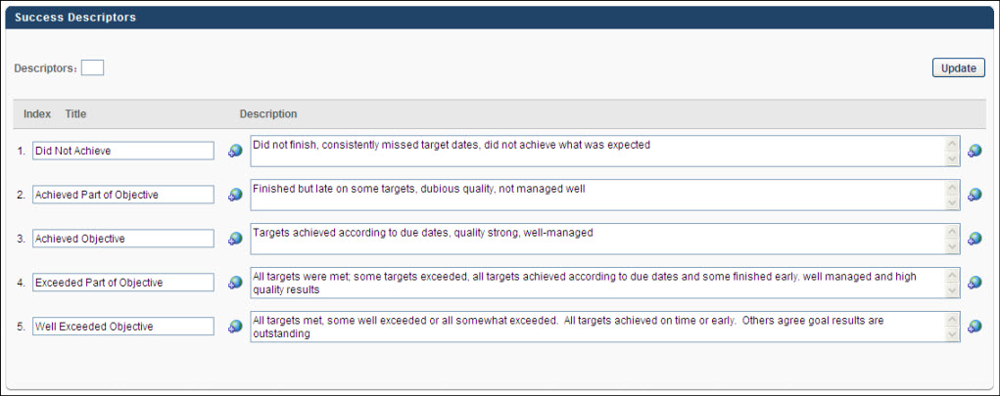 Success Descriptors
Descriptors:
Update
Index Title Description
1. Did Not Achieve Did not finish, consistently missed target dates, did not achieve what was expected
2. Achieved Part of Objective Finished but late on some targets, dubious quality, not managed well
3. Achieved Objective Targets achieved according to due dates, quality strong, well-managed
4. Exceeded Part of Objective All targets were met; some targets exceeded, all targets achieved according to due dates and some finished early. well managed and high
quality results
5. Well Exceeded Objective All targets met, some well exceeded or all somewhat exceeded. All targets achieved on time or early. Others agree goal results are
outstanding